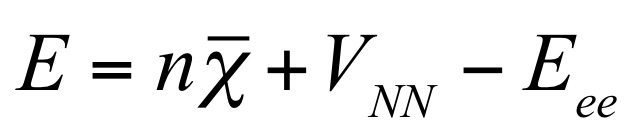 E = nχ̅ + V_NN − E_ee